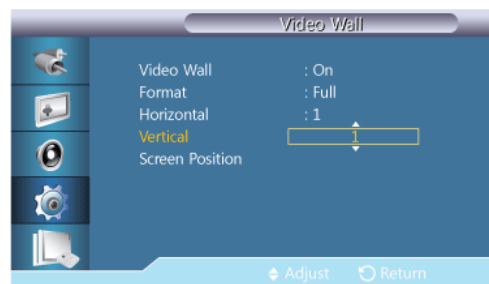 Video Wall
Video Wall : On
Format : Full
Horizontal : 1
Vertical 1
Screen Position
Adjust Return